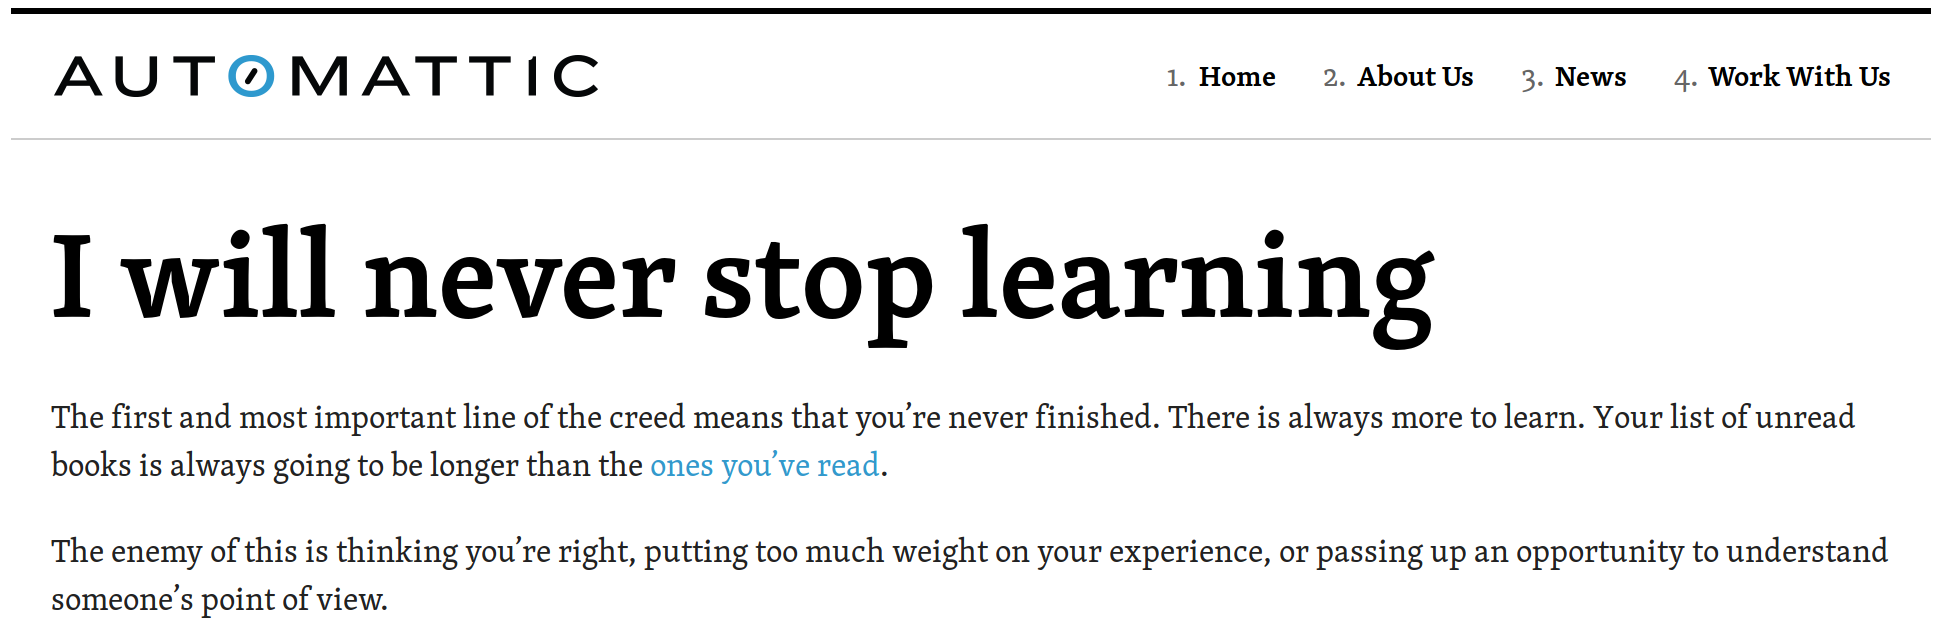 AUTOMATTIC
1. Home 2. About Us 3. News 4. Work With Us
I will never stop learning
The first and most important line of the creed means that you’re never finished. There is always more to learn. Your list of unread
books is always going to be longer than the ones you’ve read.
The enemy of this is thinking you’re right, putting too much weight on your experience, or passing up an opportunity to understand
someone’s point of view.